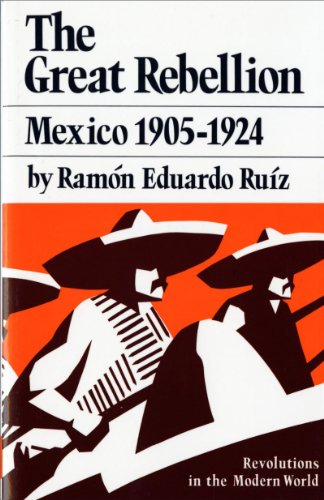 The
Great Rebellion
Mexico 1905-1924
by Ramón Eduardo Ruíz
Revolutions
in the Modern World